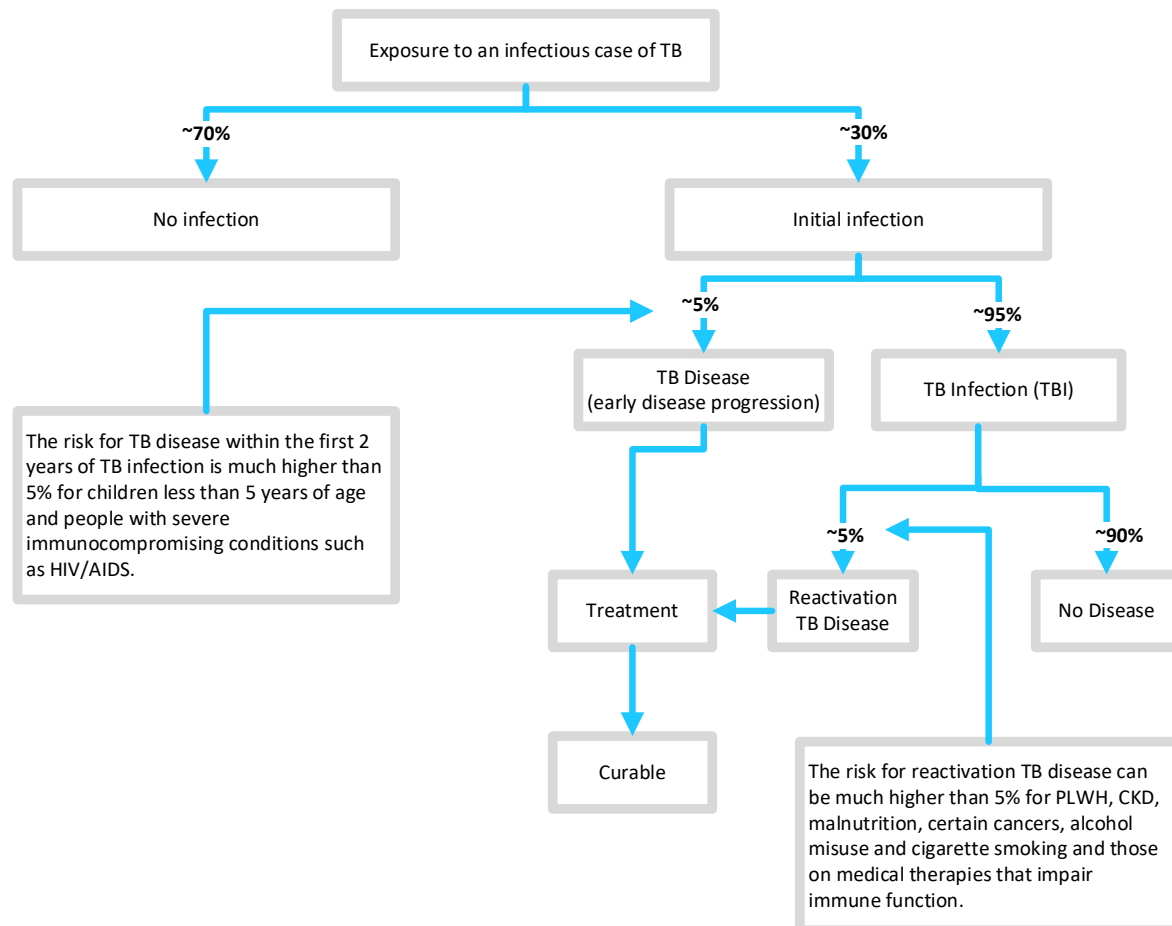 Exposure to an infectious case of TB
~70%
~30%
No infection
Initial infection
~5%
~95%
TB Disease
(early disease progression)
TB Infection (TBI)
The risk for TB disease within the first 2
years of TB infection is much higher than
5% for children less than 5 years of age
and people with severe
immunocompromising conditions such
as HIV/AIDS.
~5%
~90%
Treatment
Reactivation
TB Disease
No Disease
Curable
The risk for reactivation TB disease can
be much higher than 5% for PLWH, CKD,
malnutrition, certain cancers, alcohol
misuse and cigarette smoking and those
on medical therapies that impair
immune function.